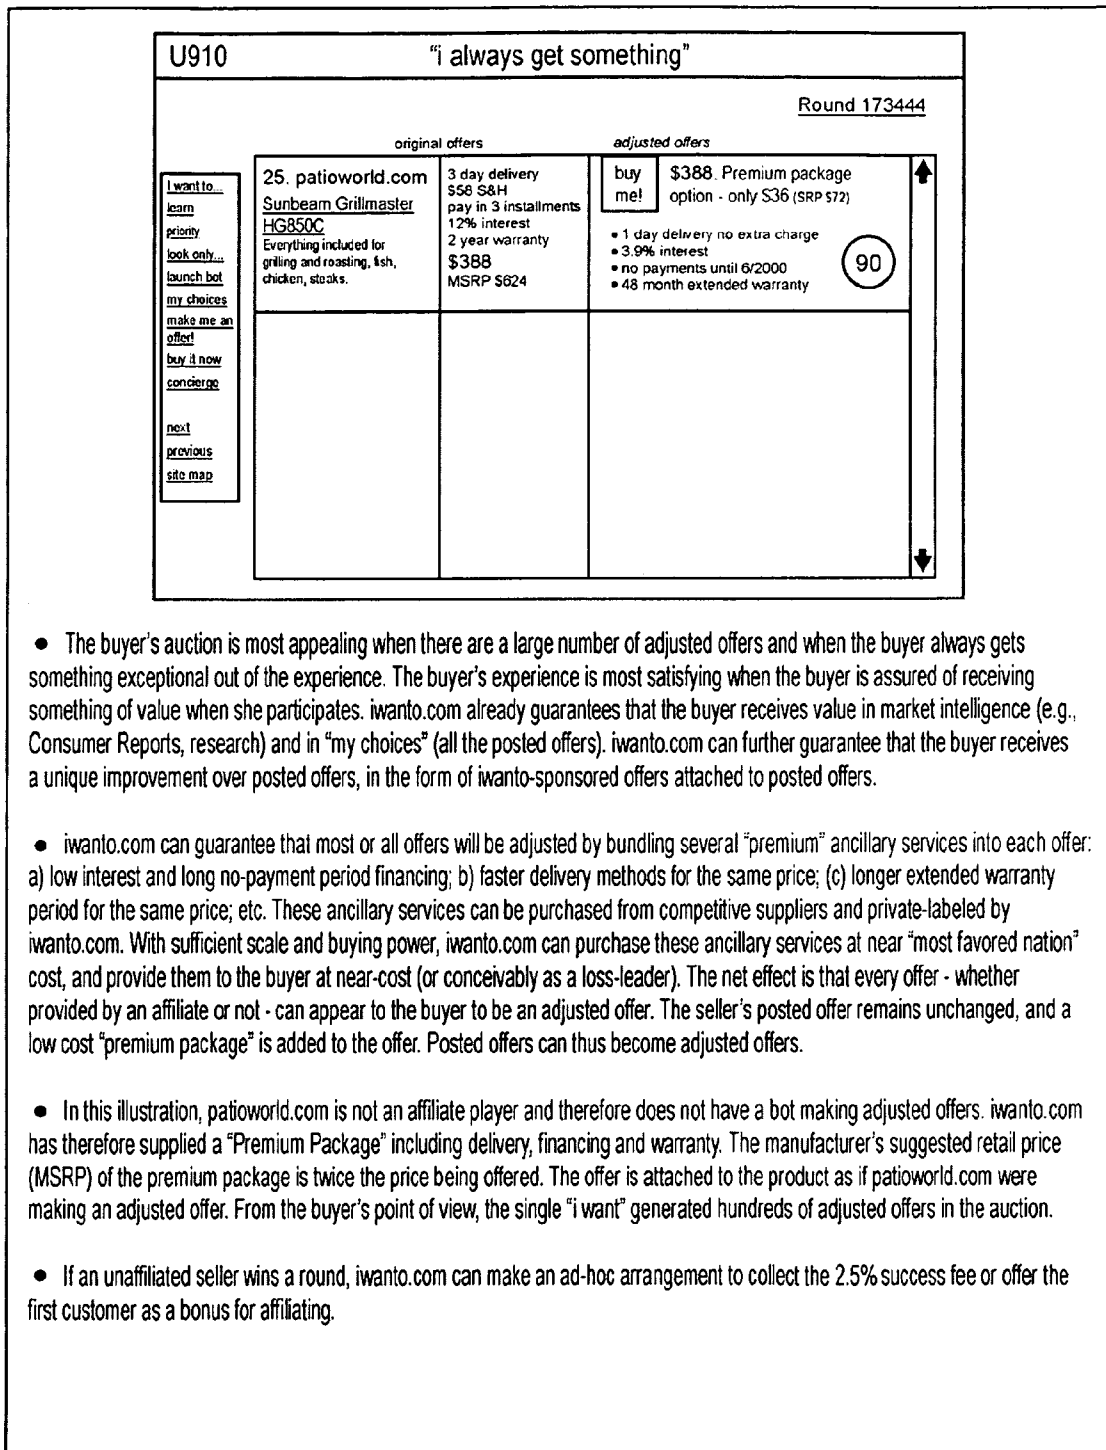 U910 "i always get something"
Round 173444
original offers adjusted offers
I want to...
learn
priority
look only...
launch bot
my choices
make me an
offer!
buy it now
concierge
next
previous
site map
25. patioworld.com
Sunbeam Grillmaster
HG850C
Everything included for
grilling and roasting, fish,
chicken, steaks.
3 day delivery
$58 S&H
pay in 3 installments
12% interest
2 year warranty
$388
MSRP $624
buy
me!
$388. Premium package
option - only $36 (SRP $72)
• 1 day delivery no extra charge
• 3.9% interest
• no payments until 6/2000
• 48 month extended warranty
90
• The buyer's auction is most appealing when there are a large number of adjusted offers and when the buyer always gets
something exceptional out of the experience. The buyer's experience is most satisfying when the buyer is assured of receiving
something of value when she participates. iwanto.com already guarantees that the buyer receives value in market intelligence (e.g.,
Consumer Reports, research) and in "my choices" (all the posted offers). iwanto.com can further guarantee that the buyer receives
a unique improvement over posted offers, in the form of iwanto-sponsored offers attached to posted offers.
• iwanto.com can guarantee that most or all offers will be adjusted by bundling several "premium" ancillary services into each offer:
a) low interest and long no-payment period financing; b) faster delivery methods for the same price; (c) longer extended warranty
period for the same price; etc. These ancillary services can be purchased from competitive suppliers and private-labeled by
iwanto.com. With sufficient scale and buying power, iwanto.com can purchase these ancillary services at near "most favored nation"
cost, and provide them to the buyer at near-cost (or conceivably as a loss-leader). The net effect is that every offer - whether
provided by an affiliate or not - can appear to the buyer to be an adjusted offer. The seller's posted offer remains unchanged, and a
low cost "premium package" is added to the offer. Posted offers can thus become adjusted offers.
• In this illustration, patioworld.com is not an affiliate player and therefore does not have a bot making adjusted offers. iwanto.com
has therefore supplied a "Premium Package" including delivery, financing and warranty. The manufacturer's suggested retail price
(MSRP) of the premium package is twice the price being offered. The offer is attached to the product as if patioworld.com were
making an adjusted offer. From the buyer's point of view, the single "i want" generated hundreds of adjusted offers in the auction.
• If an unaffiliated seller wins a round, iwanto.com can make an ad-hoc arrangement to collect the 2.5% success fee or offer the
first customer as a bonus for affiliating.